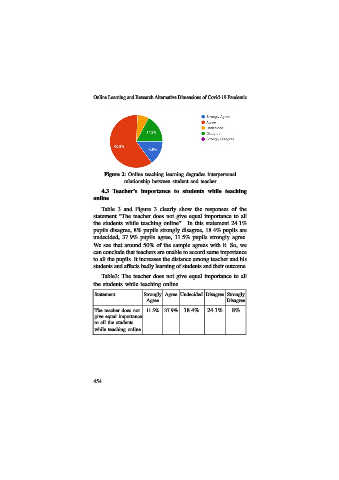 Online Learning and Research Alternative Dimensions of Covid-19 Pandemic
Strongly Agree
Agree
Undecided
Disagree
Strongly Disagree
Figure 2: Online teaching learning degrade, interpersonal
relationship between student and teacher
4.3 Teacher's importance to students while teaching
online
Table 3 and Figure 3 clearly show the responses of the
statement "The teacher does not give equal importance to all
the students while teaching online" In this statement 24.1%
pupils disagree, 8% pupils strongly disagree, 18.4% pupils are
undecided, 37.9% pupils agree, 11.5% pupils strongly agree.
We see that around 50% of the sample agrees with it. So, we
can conclude that teachers are unable to accord same importance
to all the pupils. It increases the distance among teacher and his
students and affects badly learning of students and their outcome.
Table3: The teacher does not give equal importance to all
the students while teaching online
Statement Strongly Agree Undecided Disagree Strongly
Agree Disagree
The teacher does not 11.5% 37.9% 18.4% 24.1% 8%
give equal importance
to all the students
while teaching online
454